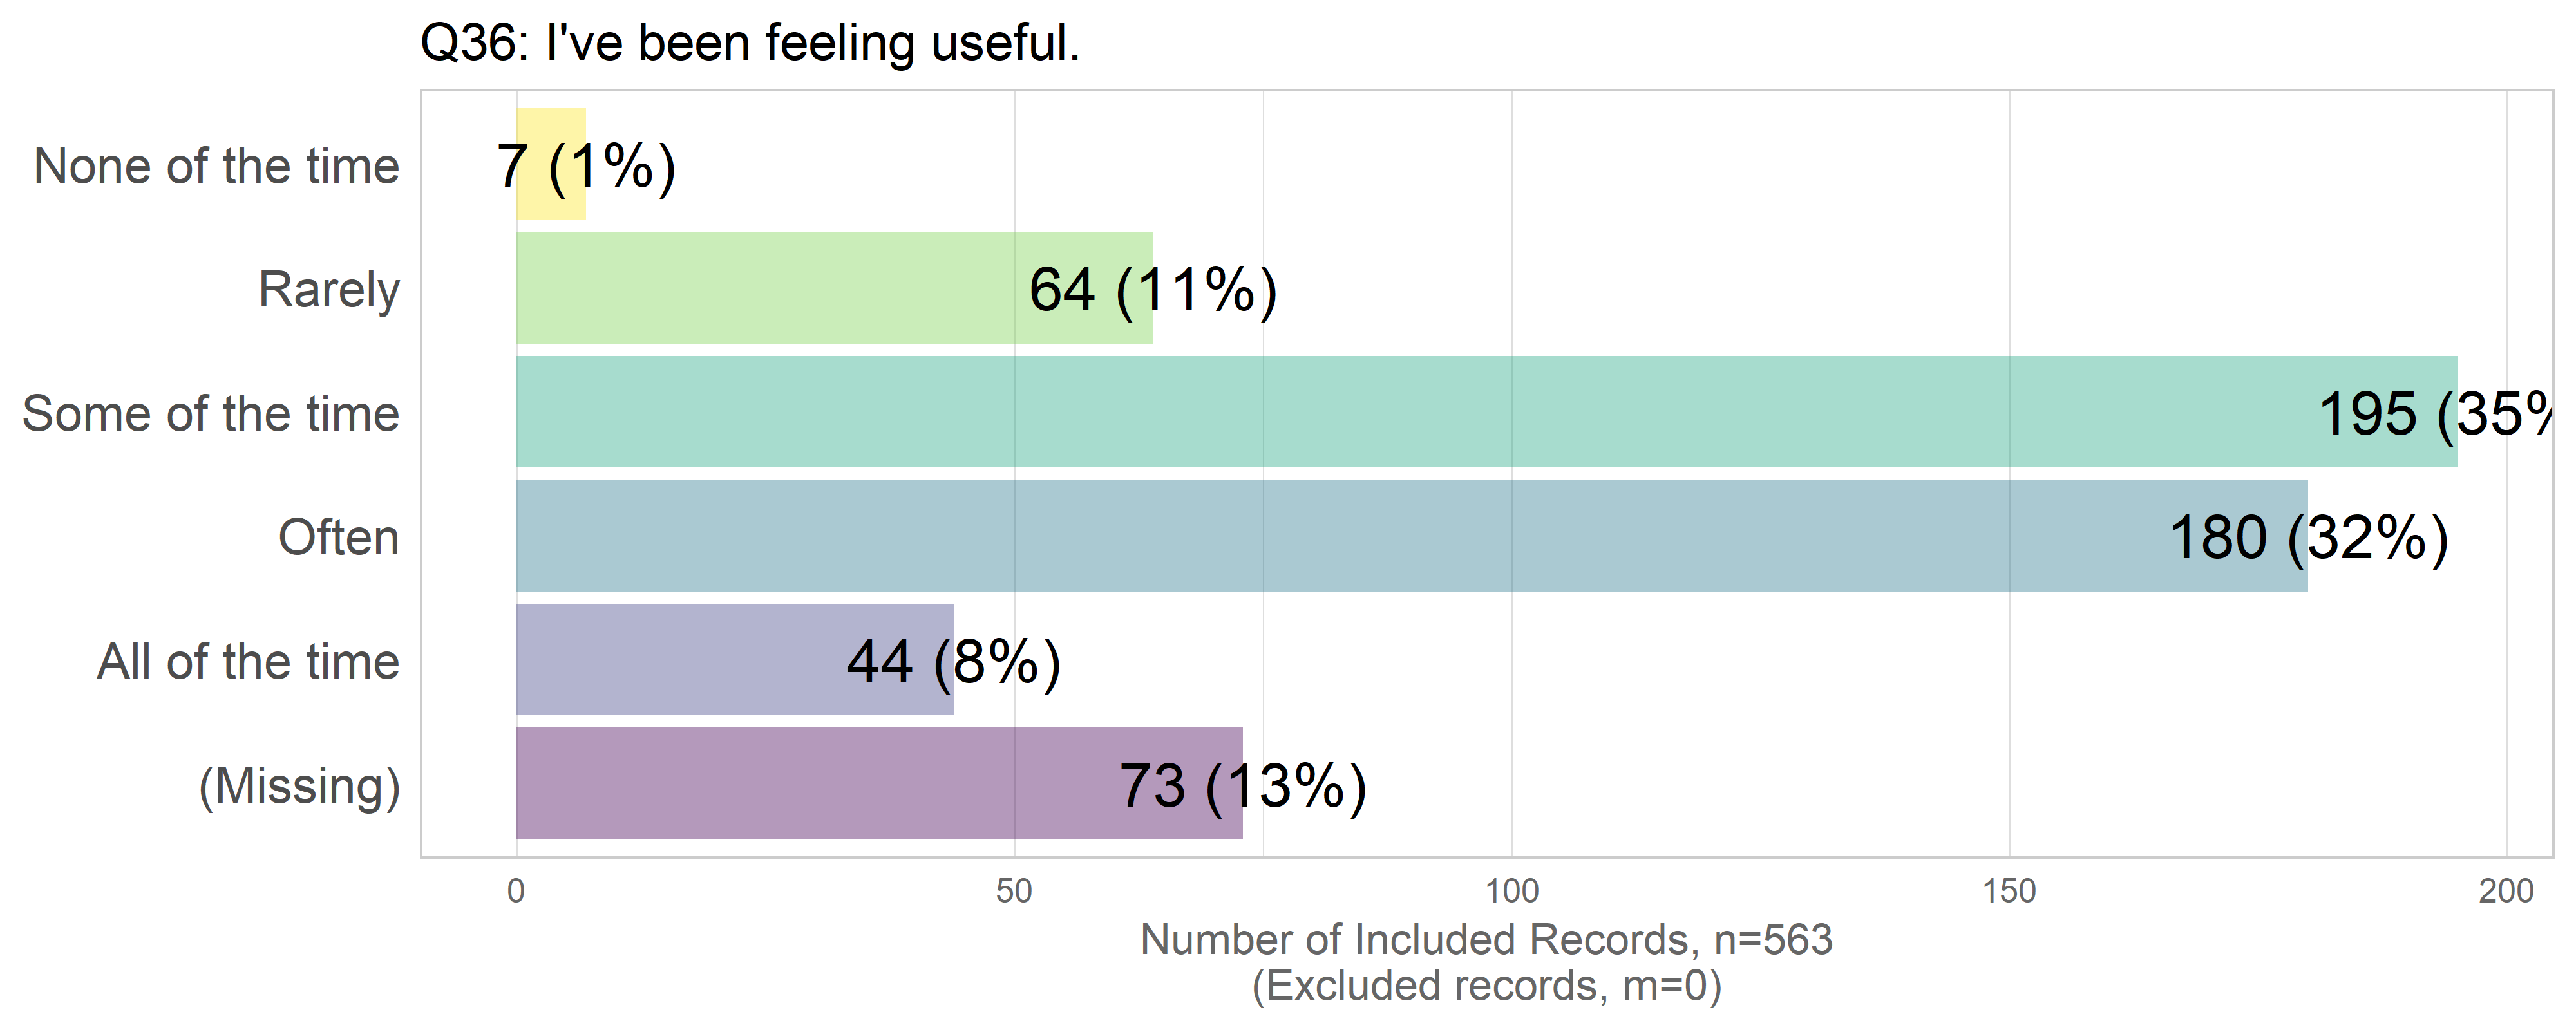 Q36: I've been feeling useful.
None of the time
7 (1%)
Rarely
64 (11%)
Some of the time
195 (35%
Often
180 (32%)
All of the time
44 (8%)
(Missing)
73 (13%)
0 50 100 150 200
Number of Included Records, n=563
(Excluded records, m=0)